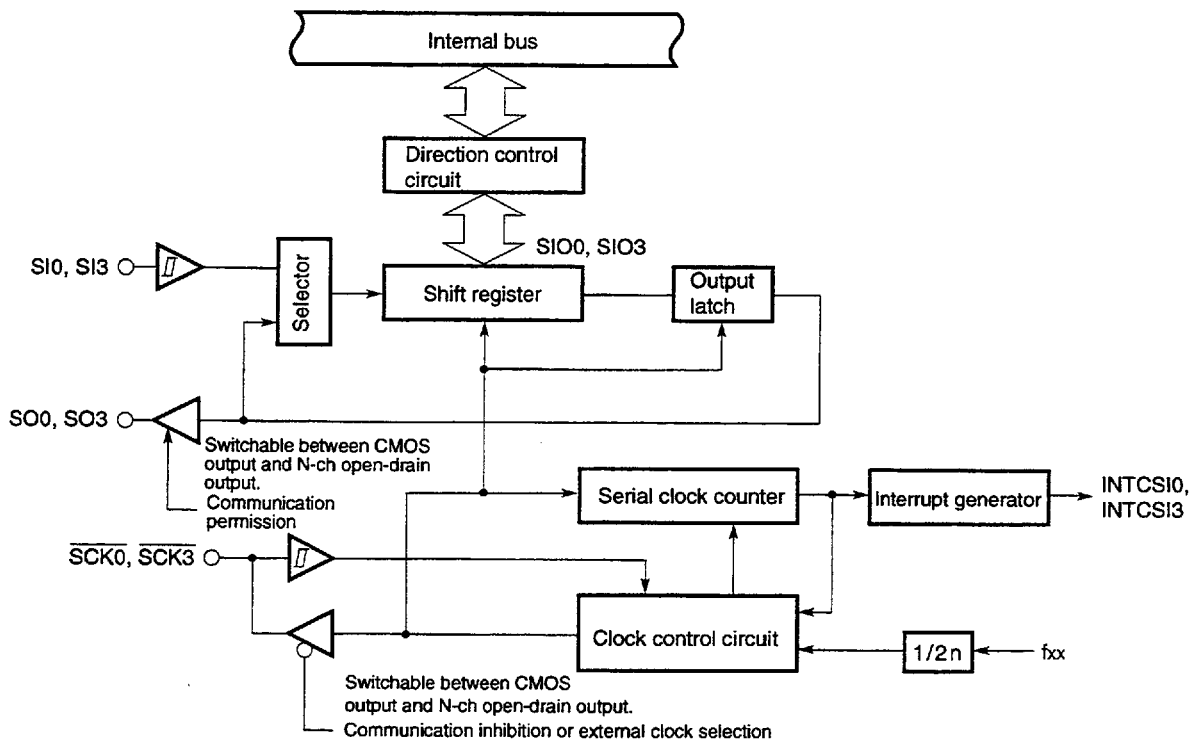 Internal bus
Direction control
circuit
SIO0, SIO3
SI0, SI3
Selector
Shift register
Output
latch
SO0, SO3
Switchable between CMOS
output and N-ch open-drain
output.
Communication
permission
Serial clock counter
Interrupt generator
INTCSI0,
INTCSI3
SCK0, SCK3
Clock control circuit
1/2n
fxx
Switchable between CMOS
output and N-ch open-drain output.
Communication inhibition or external clock selection